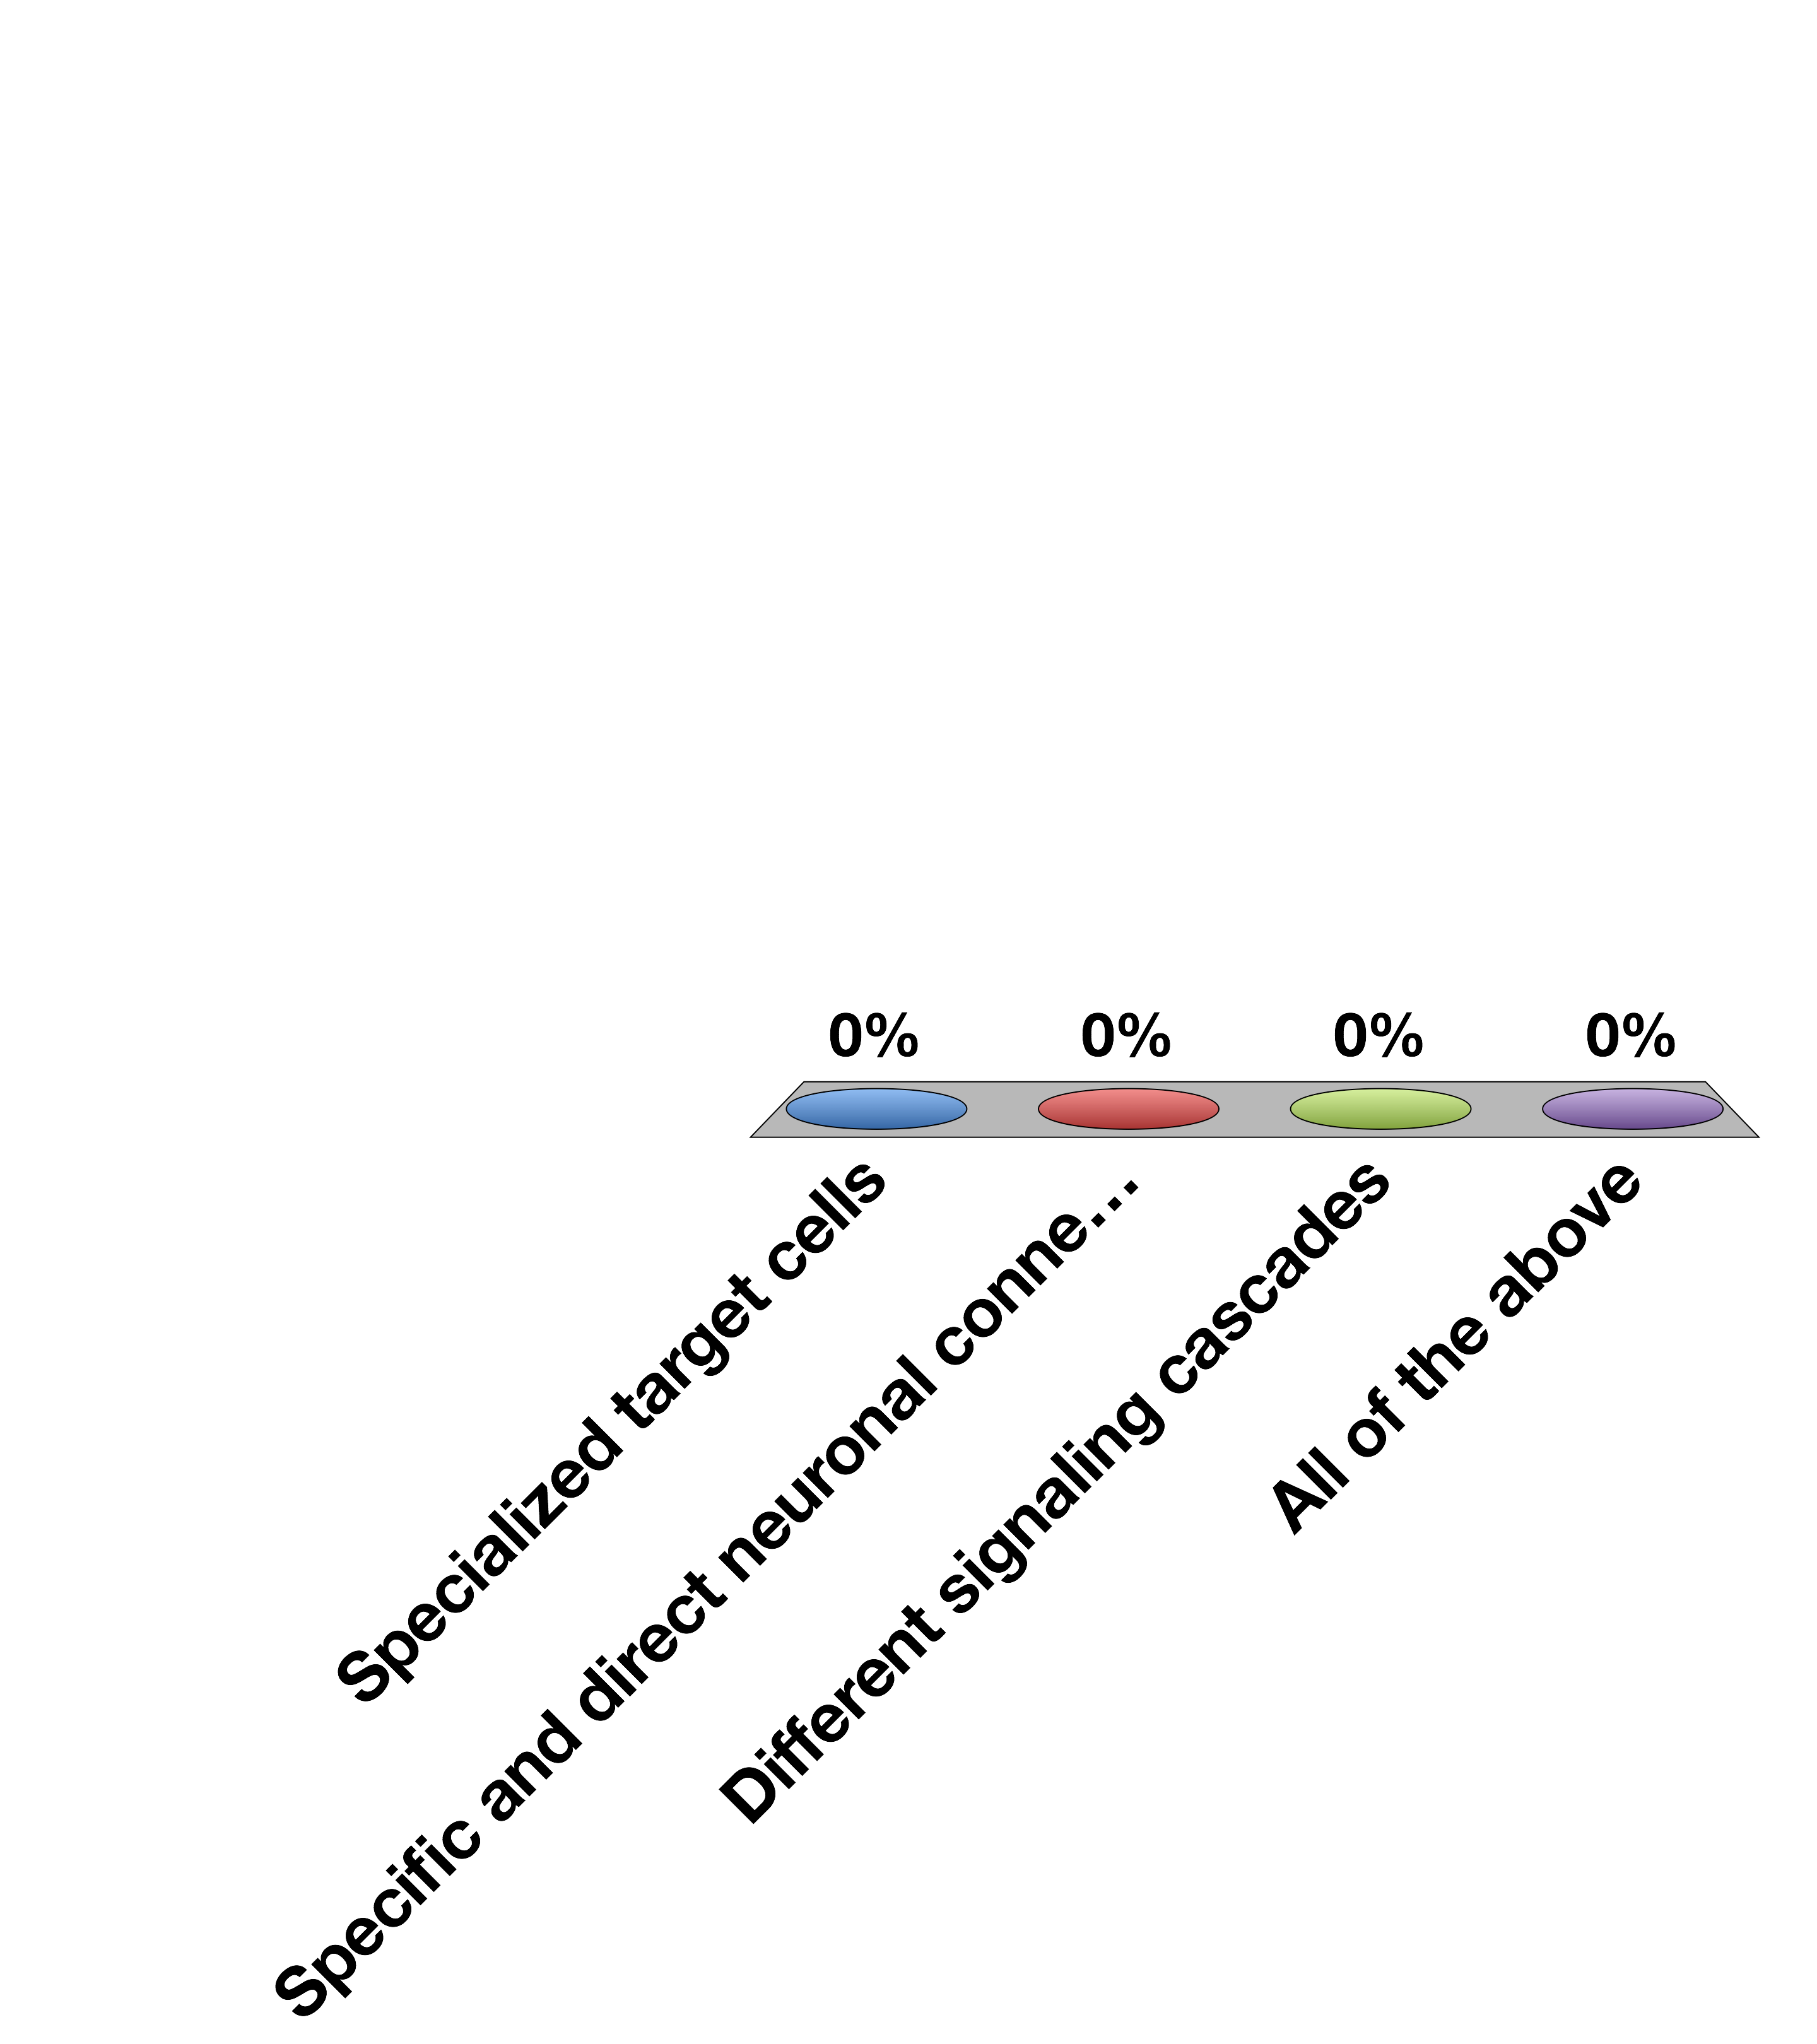 0% 0% 0% 0%
Specialized target cells
Specific and direct neuronal conne...
Different signaling cascades
All of the above